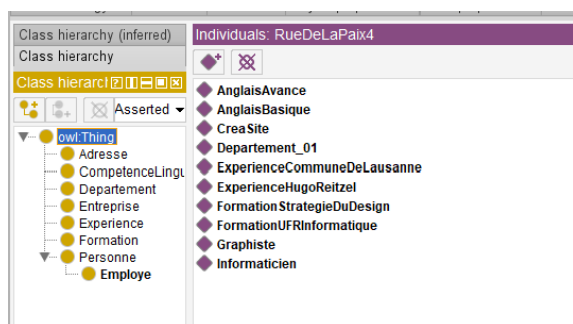 Class hierarchy (inferred)
Class hierarchy
Class hierarc
Asserted
owl:Thing
Adresse
CompetenceLingu
Departement
Entreprise
Experience
Formation
Personne
Employe
Individuals: RueDeLaPaix4
AnglaisAvance
AnglaisBasique
CreaSite
Departement_01
ExperienceCommuneDeLausanne
ExperienceHugoReitzel
FormationStrategieDuDesign
FormationUFRInformatique
Graphiste
Informaticien